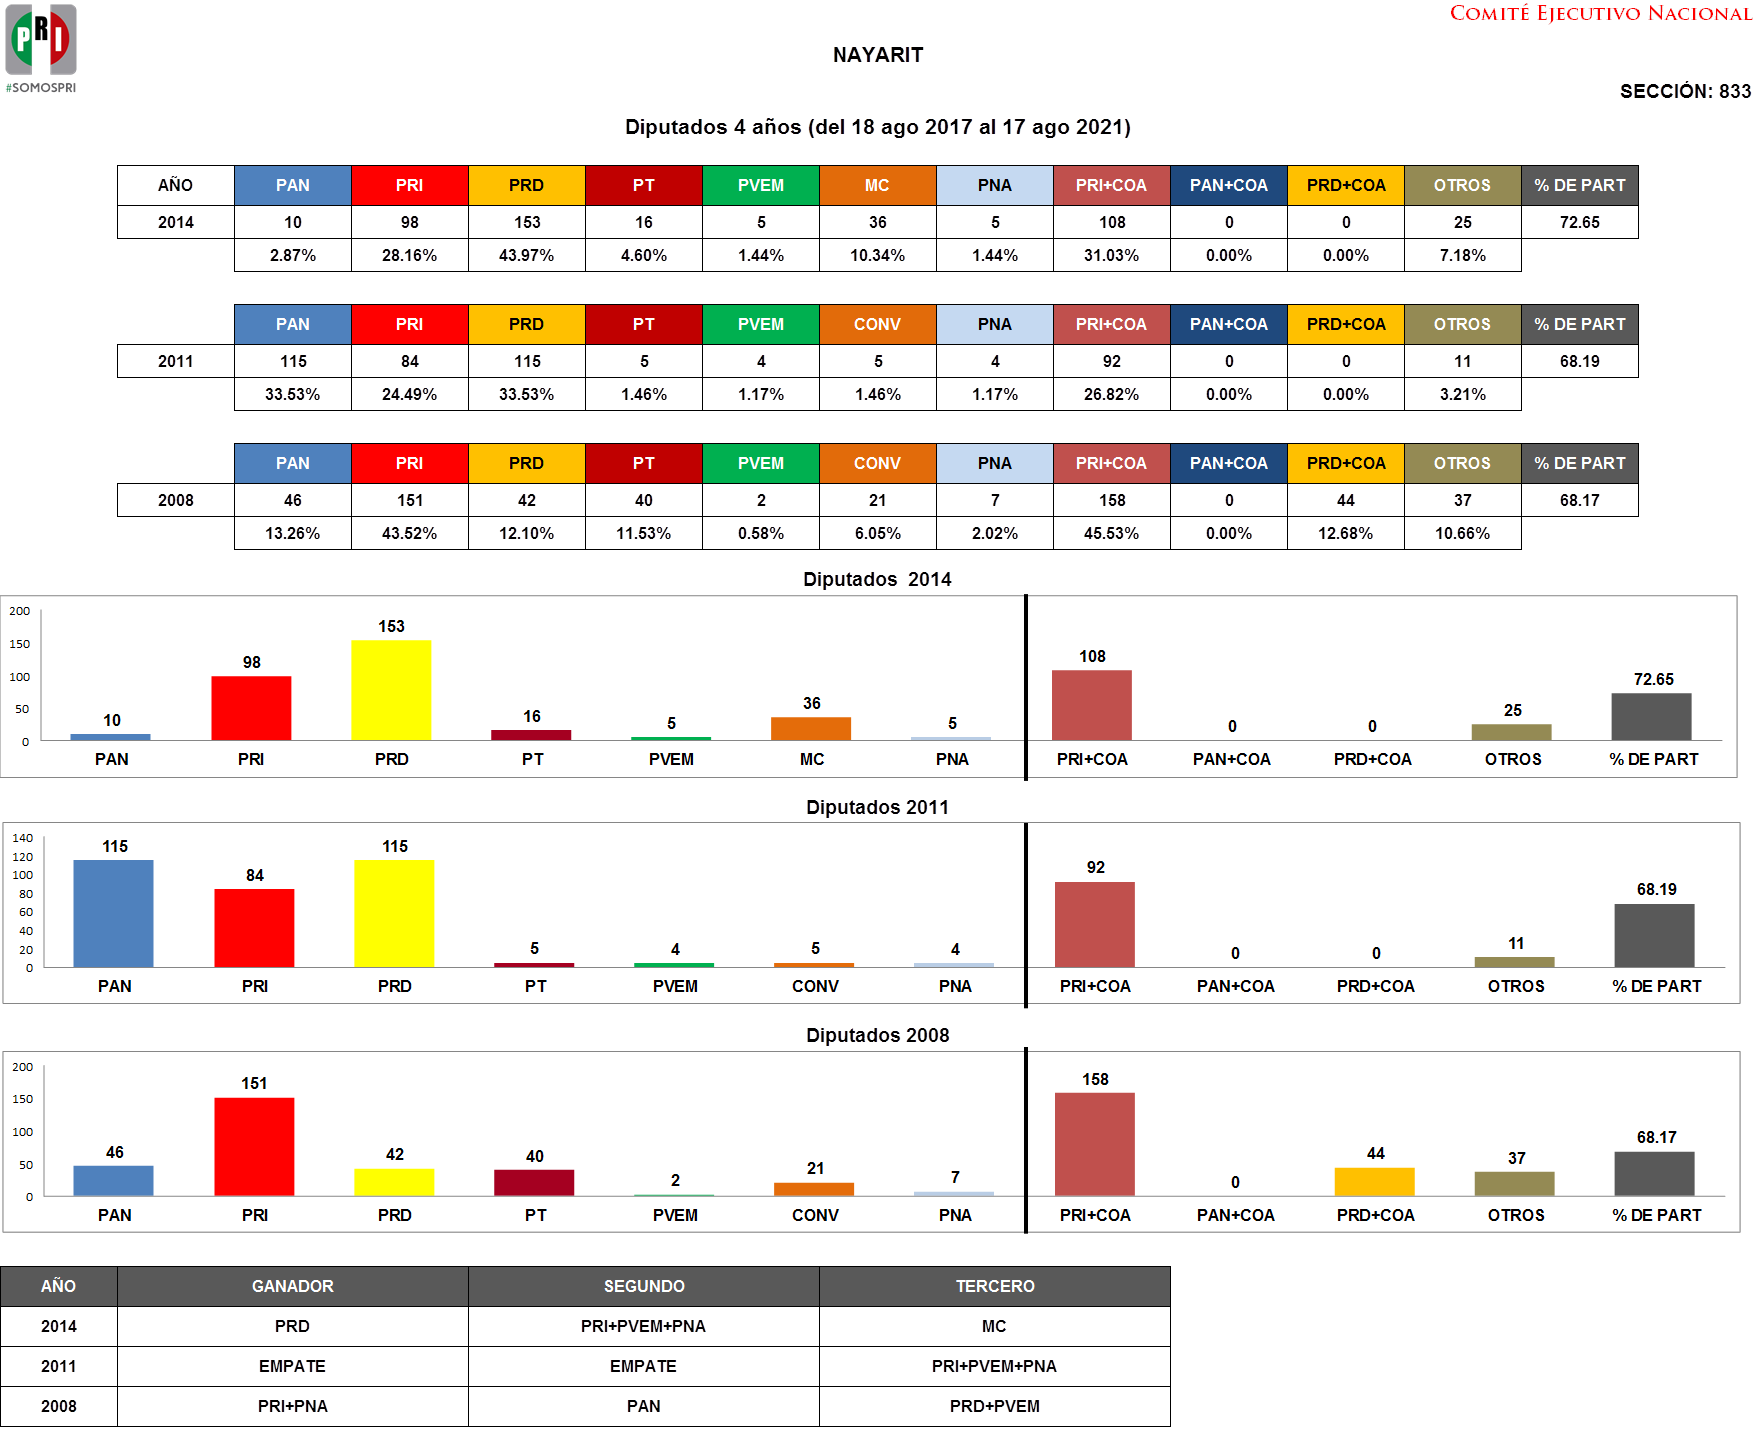 PRI
#SOMOSPRI
COMITÉ EJECUTIVO NACIONAL
NAYARIT
SECCIÓN: 833
Diputados 4 años (del 18 ago 2017 al 17 ago 2021)
AÑO PAN PRI PRD PT PVEM MC PNA PRI+COA PAN+COA PRD+COA OTROS % DE PART
2014 10 98 153 16 5 36 5 108 0 0 25 72.65
2.87% 28.16% 43.97% 4.60% 1.44% 10.34% 1.44% 31.03% 0.00% 0.00% 7.18%
PAN PRI PRD PT PVEM CONV PNA PRI+COA PAN+COA PRD+COA OTROS % DE PART
2011 115 84 115 5 4 5 4 92 0 0 11 68.19
33.53% 24.49% 33.53% 1.46% 1.17% 1.46% 1.17% 26.82% 0.00% 0.00% 3.21%
PAN PRI PRD PT PVEM CONV PNA PRI+COA PAN+COA PRD+COA OTROS % DE PART
2008 46 151 42 40 2 21 7 158 0 44 37 68.17
13.26% 43.52% 12.10% 11.53% 0.58% 6.05% 2.02% 45.53% 0.00% 12.68% 10.66%
Diputados 2014
200
150
100
50
0
10 98 153 16 5 36 5 108 0 0 25 72.65
PAN PRI PRD PT PVEM MC PNA PRI+COA PAN+COA PRD+COA OTROS % DE PART
Diputados 2011
140
120
100
80
60
40
20
0
115 84 115 5 4 5 4 92 0 0 11 68.19
PAN PRI PRD PT PVEM CONV PNA PRI+COA PAN+COA PRD+COA OTROS % DE PART
Diputados 2008
200
150
100
50
0
46 151 42 40 2 21 7 158 0 44 37 68.17
PAN PRI PRD PT PVEM CONV PNA PRI+COA PAN+COA PRD+COA OTROS % DE PART
AÑO GANADOR SEGUNDO TERCERO
2014 PRD PRI+PVEM+PNA MC
2011 EMPATE EMPATE PRI+PVEM+PNA
2008 PRI+PNA PAN PRD+PVEM